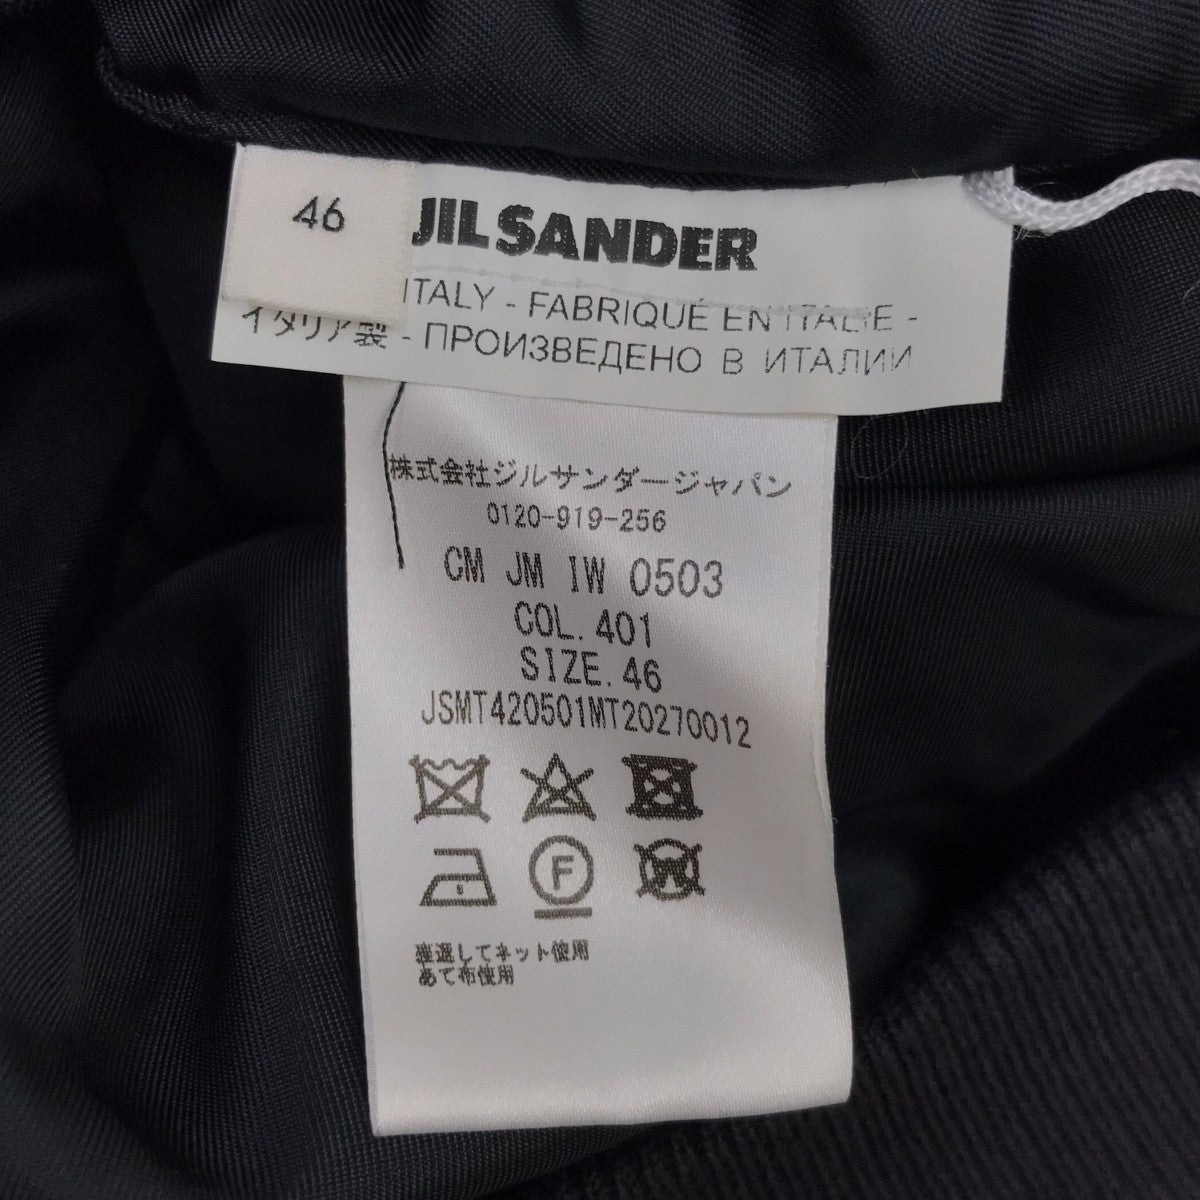 46
JIL SANDER
ITALY - FABRIQUÉ EN ITALIE -
イタリア製 - ПРОИЗВЕДЕНО В ИТАЛИИ
株式会社ジルサンダージャパン
0120-919-256
CM JM IW 0503
COL. 401
SIZE. 46
JSMT420501MT20270012
F
W
裏返してネット使用
あて布使用